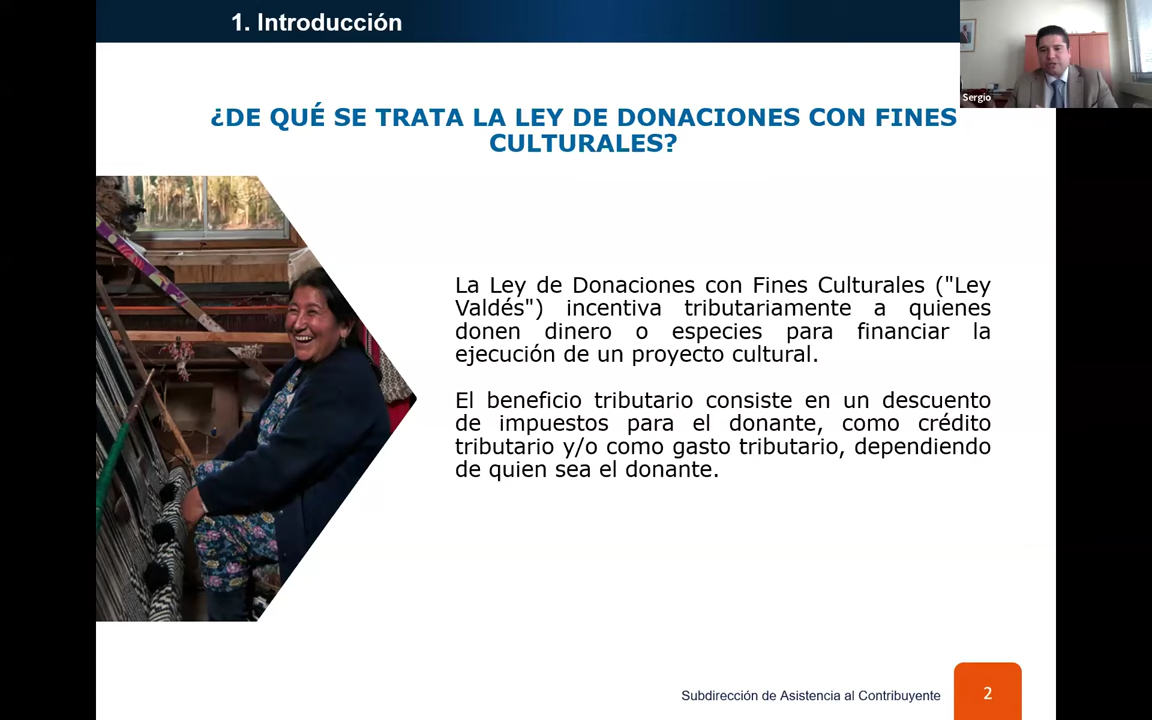 1. Introducción
Sergio
¿DE QUÉ SE TRATA LA LEY DE DONACIONES CON FINES
CULTURALES?
La Ley de Donaciones con Fines Culturales ("Ley
Valdés") incentiva tributariamente a quienes
donen dinero o especies para financiar la
ejecución de un proyecto cultural.
El beneficio tributario consiste en un descuento
de impuestos para el donante, como crédito
tributario y/o como gasto tributario, dependiendo
de quien sea el donante.
Subdirección de Asistencia al Contribuyente
2